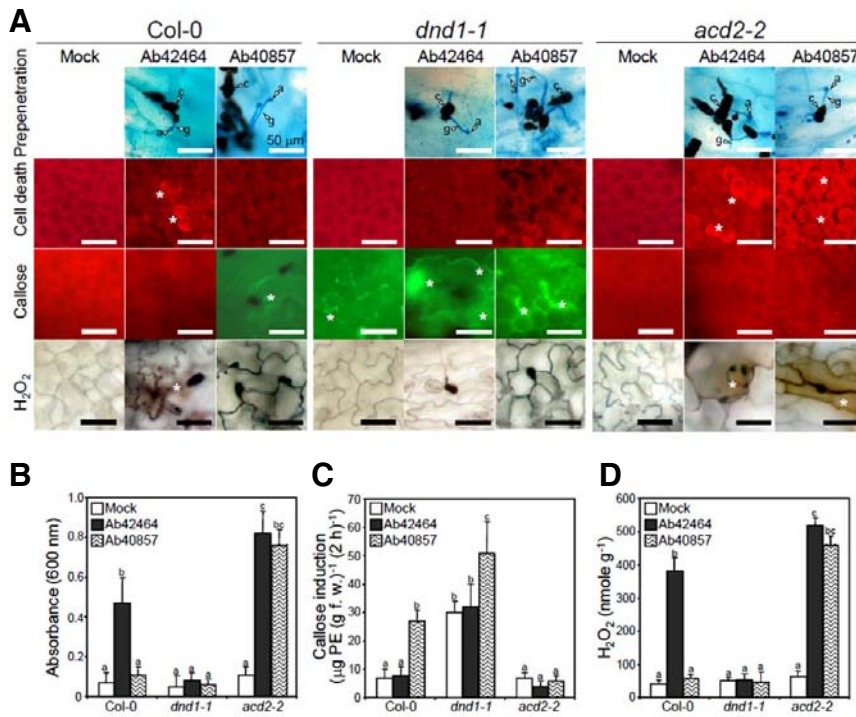 A
Col-0 dnd1-1 acd2-2
Mock Ab42464 Ab40857 Mock Ab42464 Ab40857 Mock Ab42464 Ab40857
Prepenetration
c a g
c a g 50 µm
c g a
g a c g
a c g
a c g
Cell death
* *
* *
* *
Callose
*
*
* * *
* *
H2O2
*
*
*
B
Absorbance (600 nm)
1.0
0.8
0.6
0.4
0.2
0
Mock
Ab42464
Ab40857
a b a a a a a c bc
Col-0 dnd1-1 acd2-2
C
Callose induction
(µg PE (g f. w.)-1 (2 h)-1)
70
60
50
40
30
20
10
0
Mock
Ab42464
Ab40857
a a b b b c a a a
Col-0 dnd1-1 acd2-2
D
H2O2 (nmole g-1)
600
500
400
300
200
100
50
0
Mock
Ab42464
Ab40857
a b a a a a a c bc
Col-0 dnd1-1 acd2-2